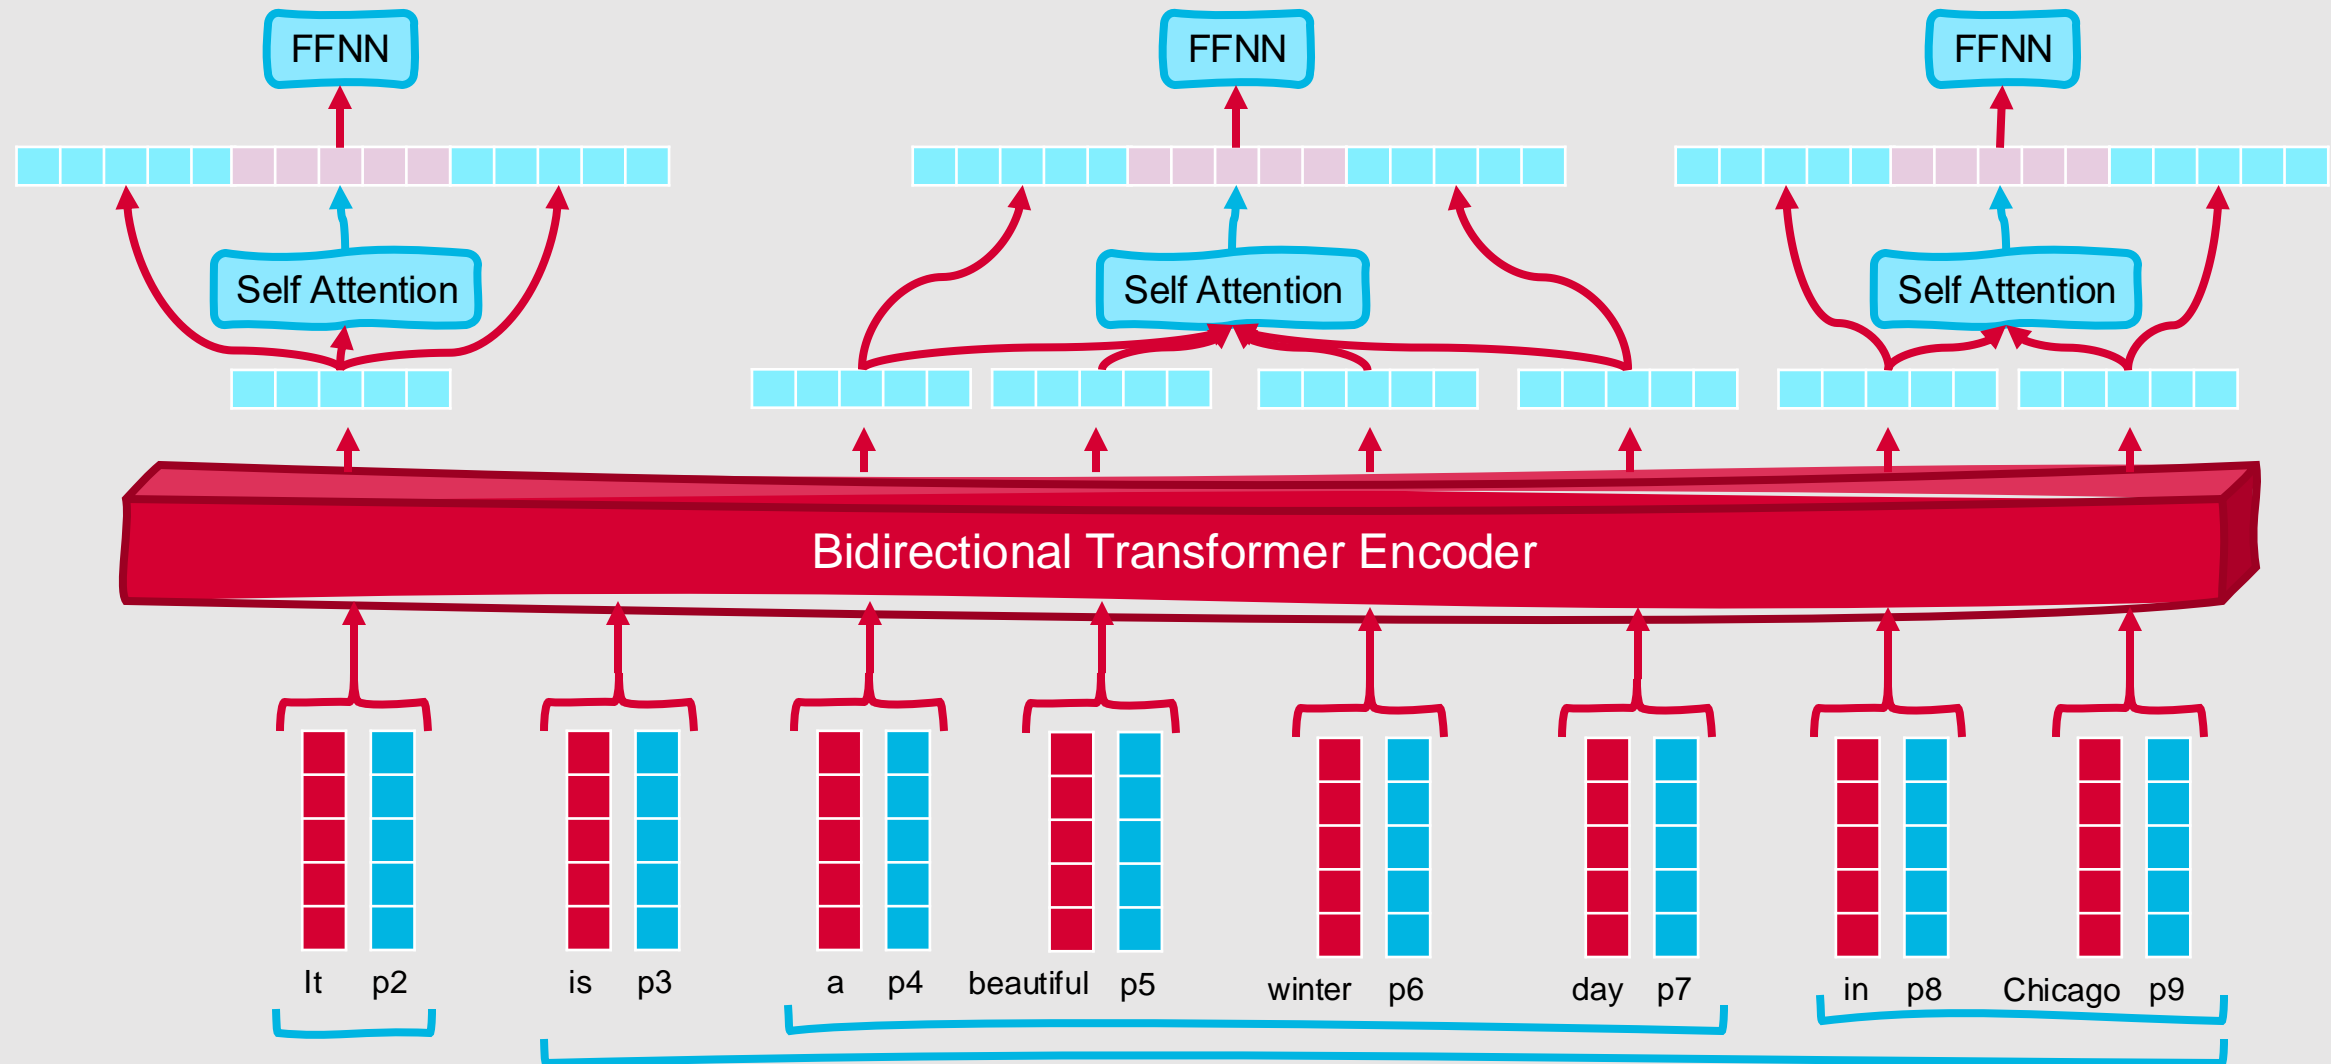 FFNN FFNN FFNN
Self Attention Self Attention Self Attention
Bidirectional Transformer Encoder
It p2 is p3 a p4 beautiful p5 winter p6 day p7 in p8 Chicago p9